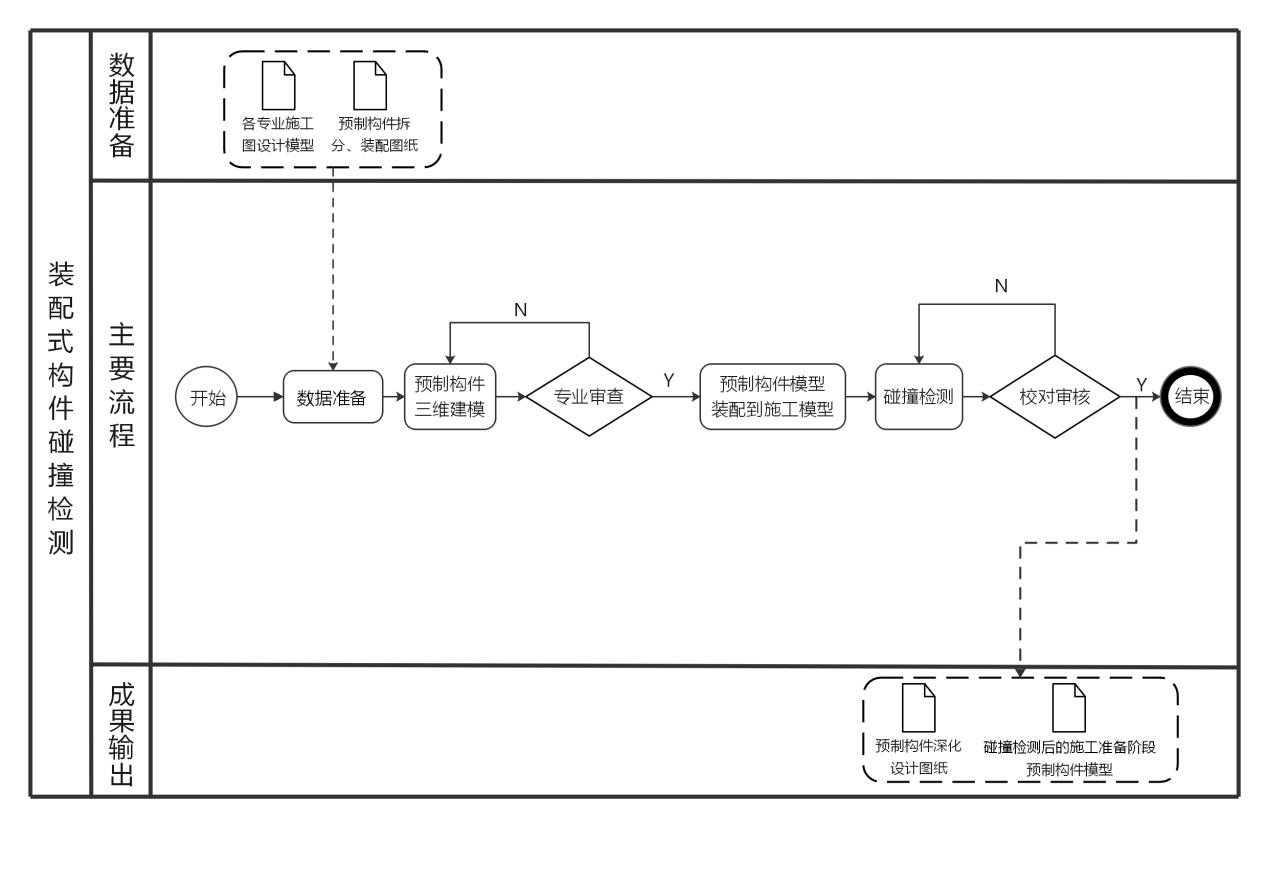 装配式构件碰撞检测
数据准备
各专业施工
图设计模型
预制构件拆
分、装配图纸
主要流程
开始
数据准备
预制构件
三维建模
N
专业审查
Y
预制构件模型
装配到施工模型
碰撞检测
N
校对审核
Y
结束
成果输出
预制构件深化
设计图纸
碰撞检测后的施工准备阶段
预制构件模型